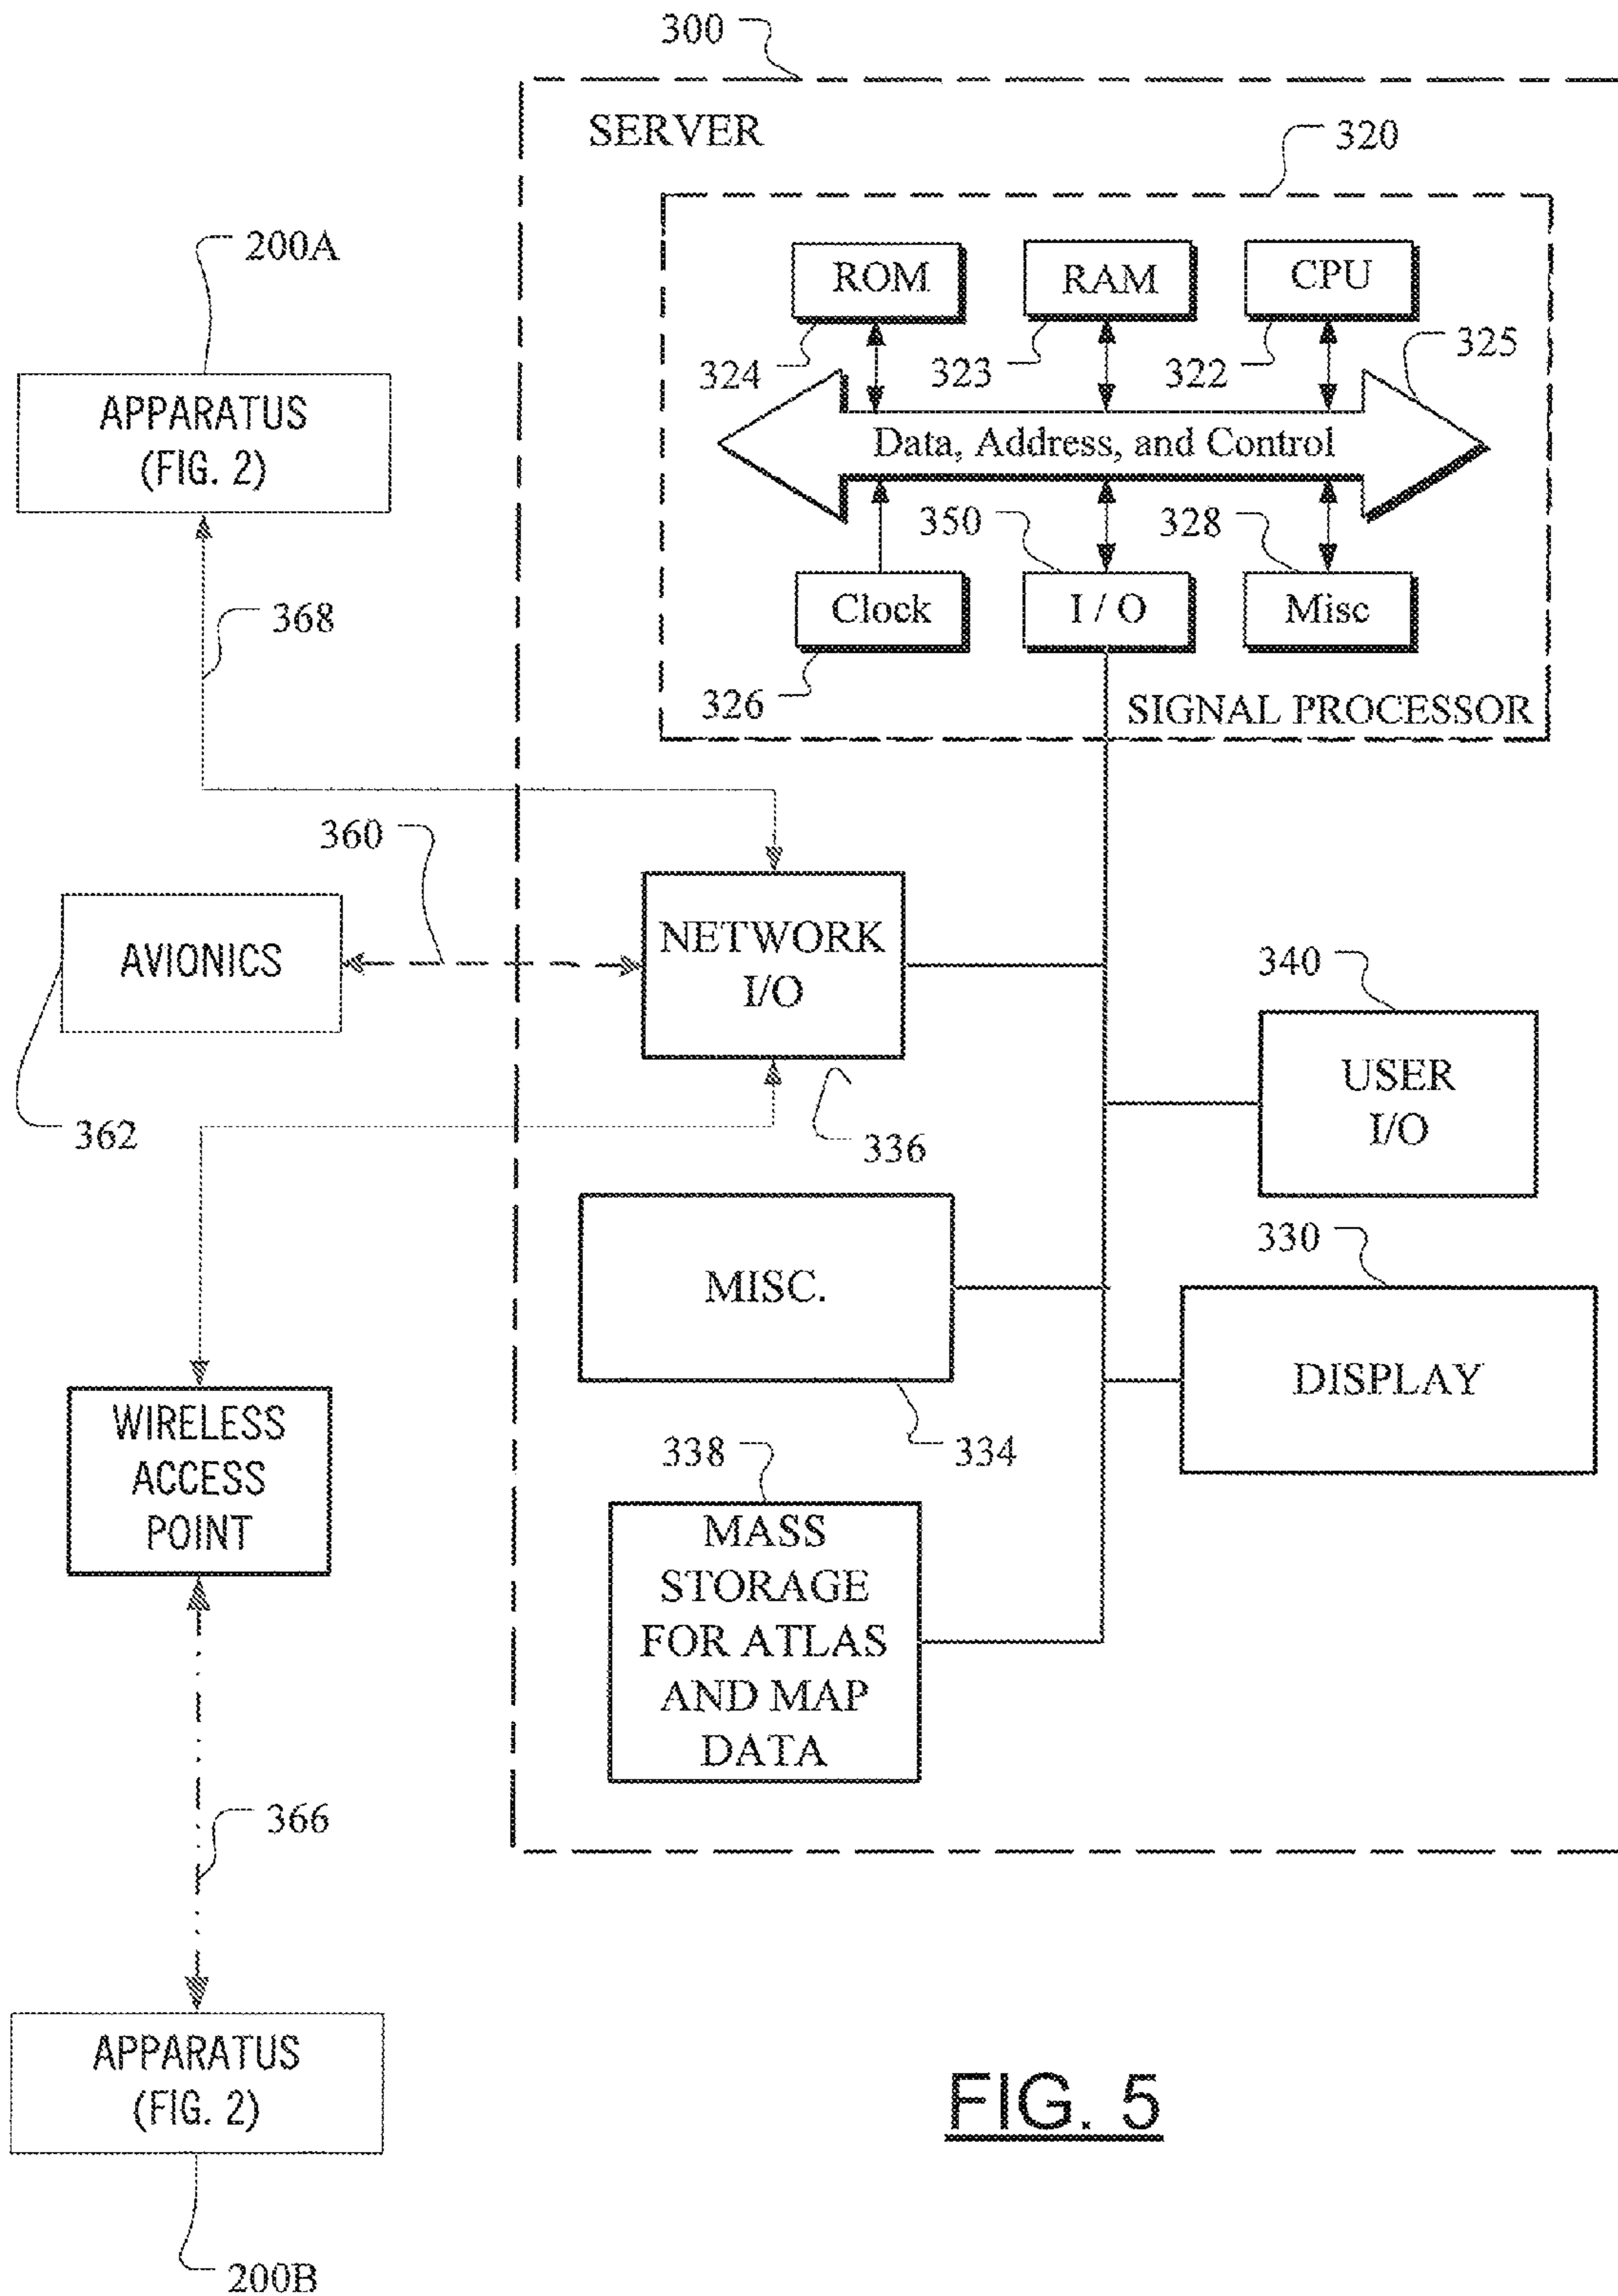 300
SERVER
320
200A
ROM
RAM
CPU
324
323
322
325
APPARATUS
(FIG. 2)
Data, Address, and Control
350
328
368
Clock
I / O
Misc
326
SIGNAL PROCESSOR
360
AVIONICS
NETWORK
I/O
340
362
336
USER
I/O
330
MISC.
DISPLAY
WIRELESS
ACCESS
POINT
338
334
MASS
STORAGE
FOR ATLAS
AND MAP
DATA
366
APPARATUS
(FIG. 2)
FIG. 5
200B